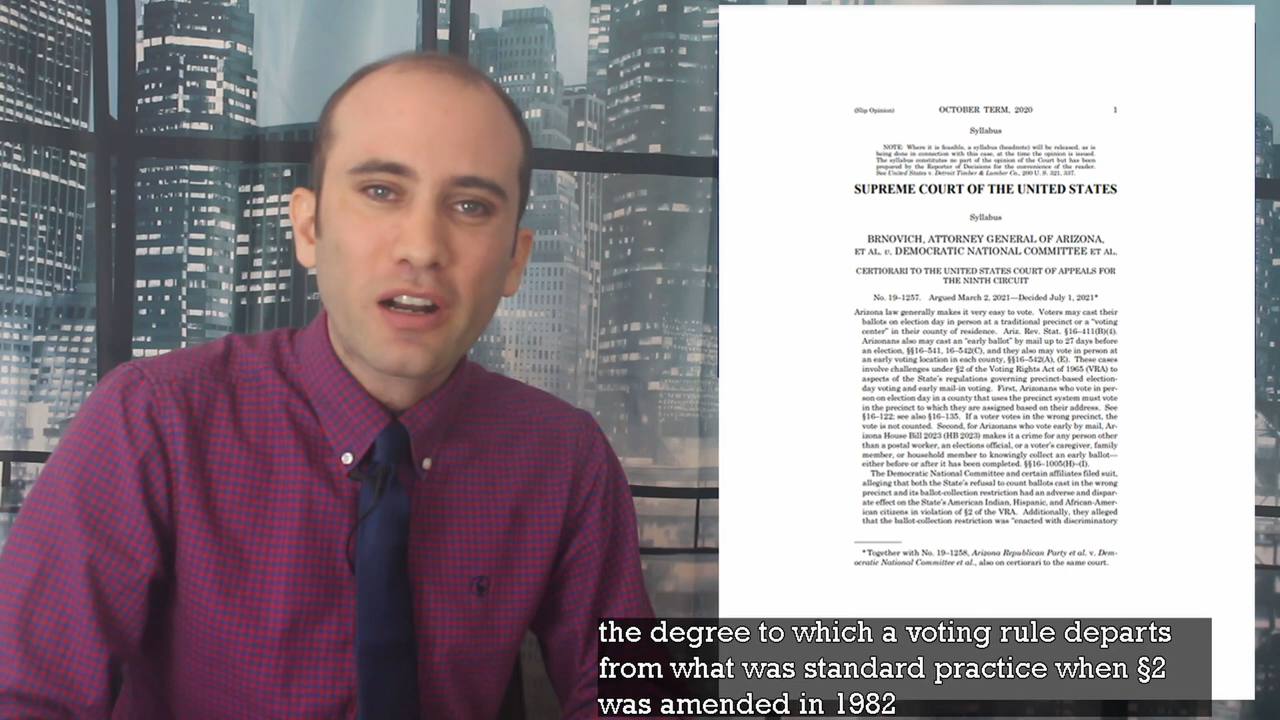 (Slip Opinion) OCTOBER TERM, 2020 1
Syllabus
NOTE: Where it is feasible, a syllabus (headnote) will be released, as is
being done in connection with this case, at the time the opinion is issued.
The syllabus constitutes no part of the opinion of the Court but has been
prepared by the Reporter of Decisions for the convenience of the reader.
See United States v. Detroit Timber & Lumber Co., 200 U. S. 321, 337.
SUPREME COURT OF THE UNITED STATES
Syllabus
BRNOVICH, ATTORNEY GENERAL OF ARIZONA,
ET AL. v. DEMOCRATIC NATIONAL COMMITTEE ET AL.
CERTIORARI TO THE UNITED STATES COURT OF APPEALS FOR
THE NINTH CIRCUIT
No. 19–1257. Argued March 2, 2021—Decided July 1, 2021*
Arizona law generally makes it very easy to vote. Voters may cast their
ballots on election day in person at a traditional precinct or a “voting
center” in their county of residence. Ariz. Rev. Stat. §16–411(B)(4).
Arizonans also may cast an “early ballot” by mail up to 27 days before
an election, §§16–541, 16–542(C), and they also may vote in person at
an early voting location in each county, §§16–542(A), (E). These cases
involve challenges under §2 of the Voting Rights Act of 1965 (VRA) to
aspects of the State’s regulations governing precinct-based election-
day voting and early mail-in voting. First, Arizonans who vote in per-
son on election day in a county that uses the precinct system must vote
in the precinct to which they are assigned based on their address. See
§16–122; see also §16–135. If a voter votes in the wrong precinct, the
vote is not counted. Second, for Arizonans who vote early by mail, Ar-
izona House Bill 2023 (HB 2023) makes it a crime for any person other
than a postal worker, an elections official, or a voter’s caregiver, family
member, or household member to knowingly collect an early ballot—
either before or after it has been completed. §§16–1005(H)–(I).
The Democratic National Committee and certain affiliates filed suit,
alleging that both the State’s refusal to count ballots cast in the wrong
precinct and its ballot-collection restriction had an adverse and dispar-
ate effect on the State’s American Indian, Hispanic, and African-Amer-
ican citizens in violation of §2 of the VRA. Additionally, they alleged
that the ballot-collection restriction was “enacted with discriminatory
*Together with No. 19–1258, Arizona Republican Party et al. v. Dem-
ocratic National Committee et al., also on certiorari to the same court.
the degree to which a voting rule departs
from what was standard practice when §2
was amended in 1982